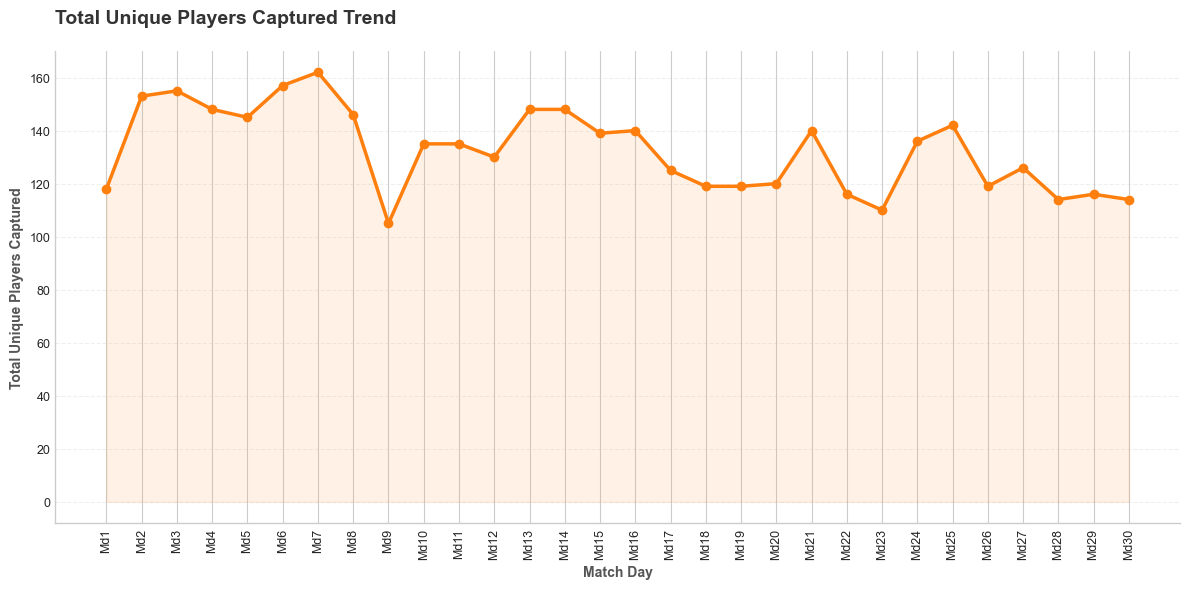 Total Unique Players Captured Trend
Total Unique Players Captured
160
140
120
100
80
60
40
20
0
Md1 Md2 Md3 Md4 Md5 Md6 Md7 Md8 Md9 Md10 Md11 Md12 Md13 Md14 Md15 Md16 Md17 Md18 Md19 Md20 Md21 Md22 Md23 Md24 Md25 Md26 Md27 Md28 Md29 Md30
Match Day